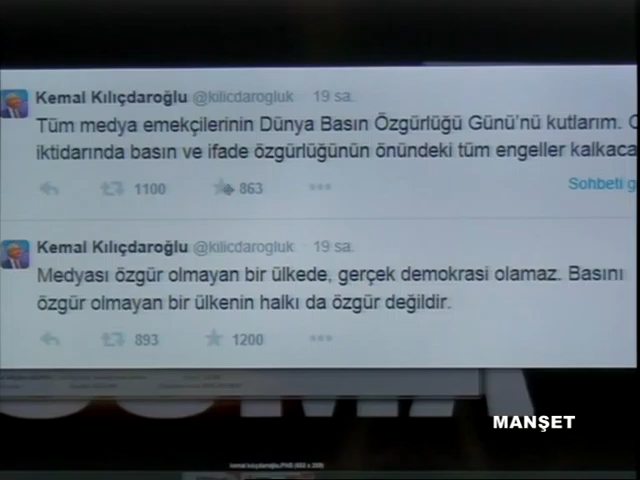 Kemal Kılıçdaroğlu @kilicdarogluk 19 sa.
Tüm medya emekçilerinin Dünya Basın Özgürlüğü Günü'nü kutlarım. C
iktidarında basın ve ifade özgürlüğünün önündeki tüm engeller kalkaca
1100 863
Sohbeti g
Kemal Kılıçdaroğlu @kilicdarogluk 19 sa.
Medyası özgür olmayan bir ülkede, gerçek demokrasi olamaz. Basını
özgür olmayan bir ülkenin halkı da özgür değildir.
893 1200
MANŞET